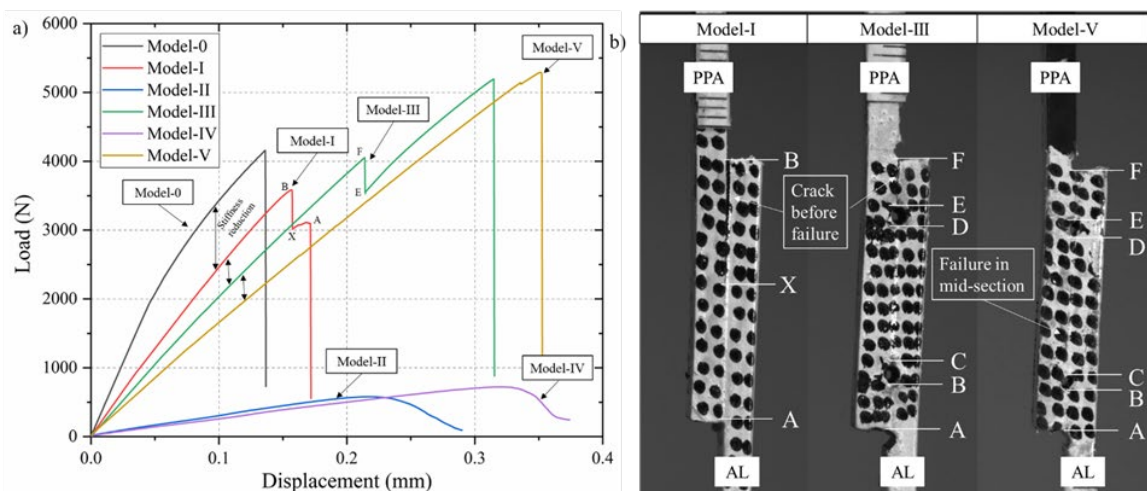 a)
6000
5000
4000
3000
2000
1000
0
Load (N)
0.0
0.1
0.2
0.3
0.4
Displacement (mm)
Model-0
Model-I
Model-II
Model-III
Model-IV
Model-V
Model-V
Model-III
Model-I
Model-0
F
E
B
A
X
Stiffness
reduction
Model-II
Model-IV
b)
Model-I
Model-III
Model-V
PPA
PPA
PPA
B
X
A
AL
Crack
before
failure
F
E
D
C
B
A
AL
Failure in
mid-section
F
E
D
C
B
A
AL